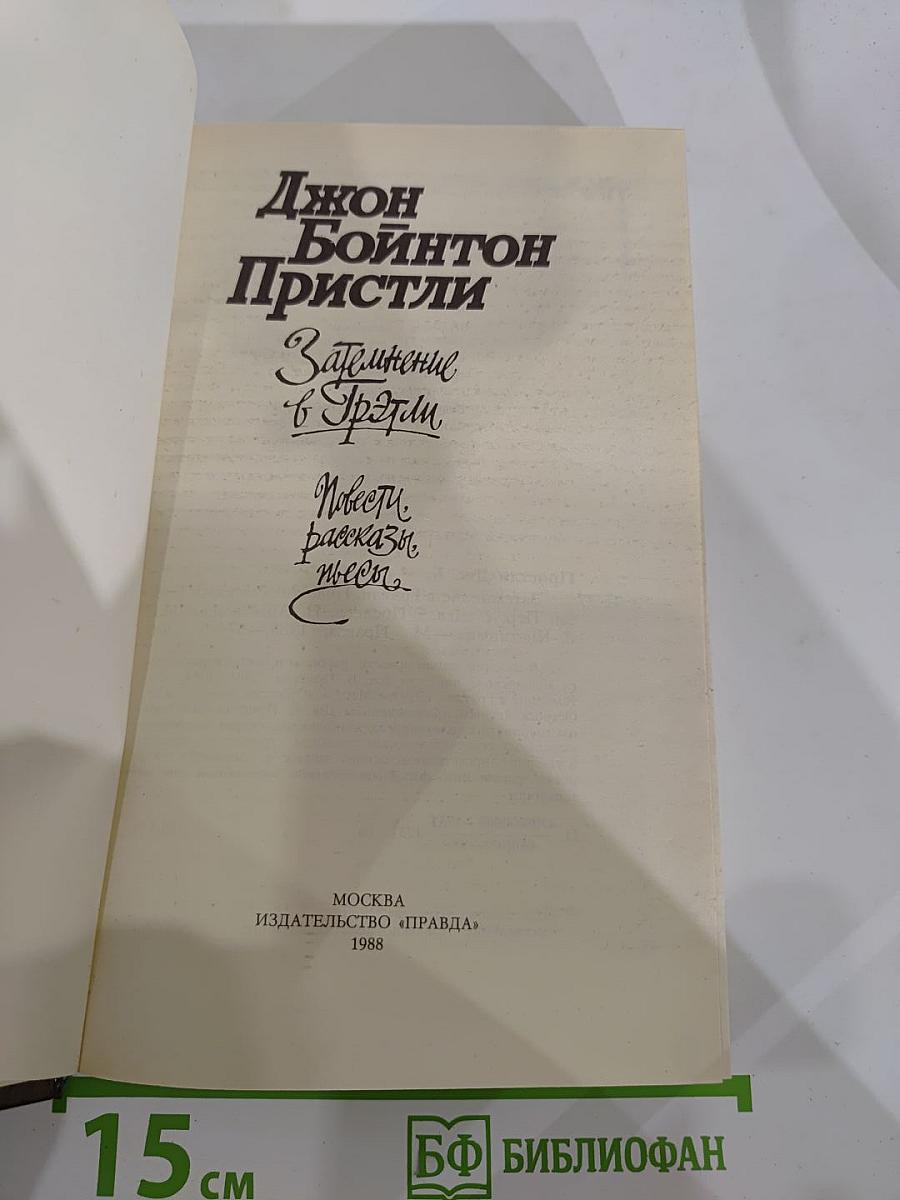 Джон
Бойнтон
Пристли
Затемнение
в Грэтли
Повести,
рассказы,
пьесы
МОСКВА
ИЗДАТЕЛЬСТВО «ПРАВДА»
1988
15 см
БФ БИБЛИОФАН